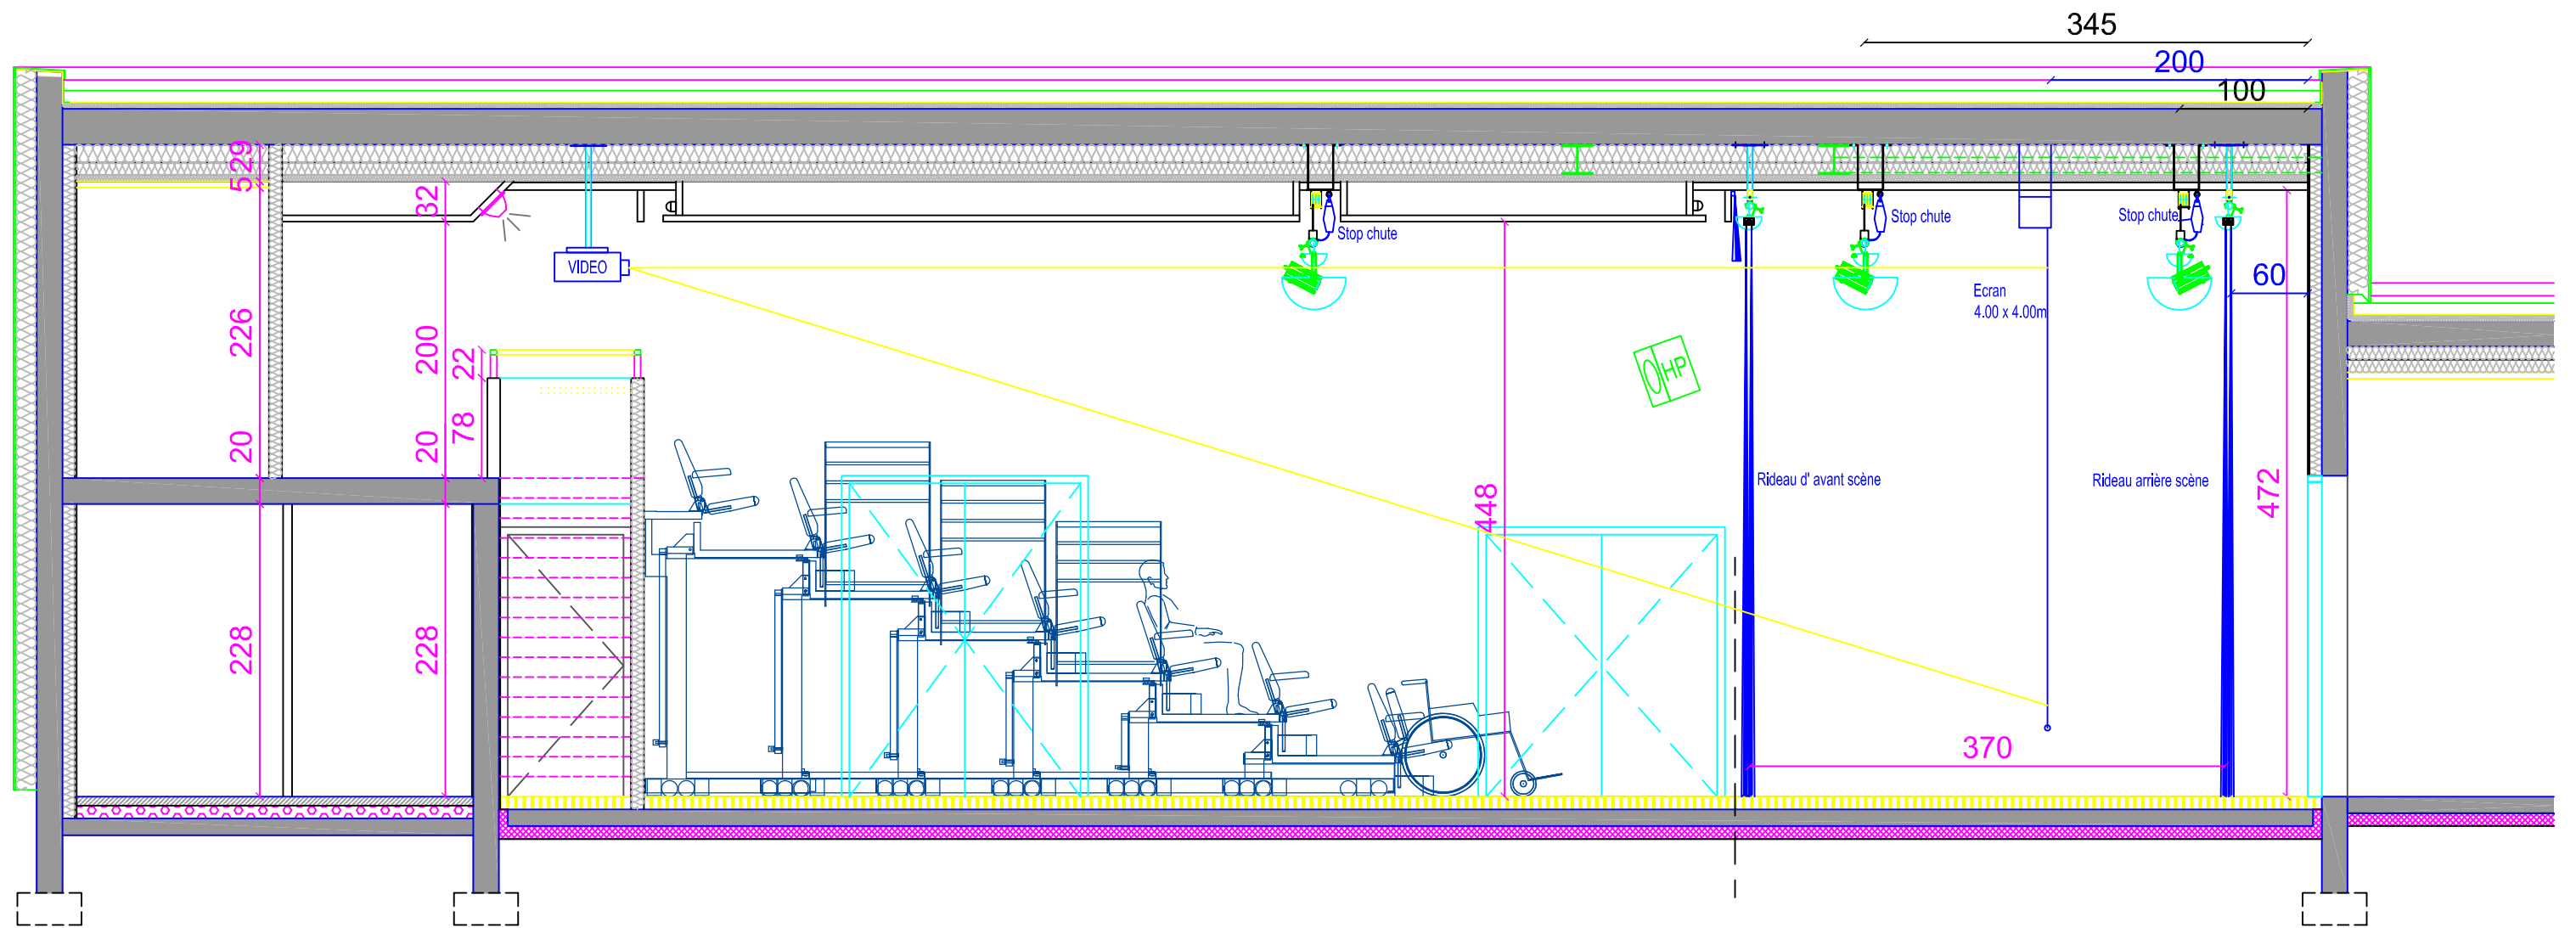 345
200
100
529
32
Stop chute
Stop chute
Stop chute
VIDEO
60
Ecran
4.00 x 4.00m
226
200
22
HP
78
20
20
Rideau d' avant scène
Rideau arrière scène
448
472
228
228
370